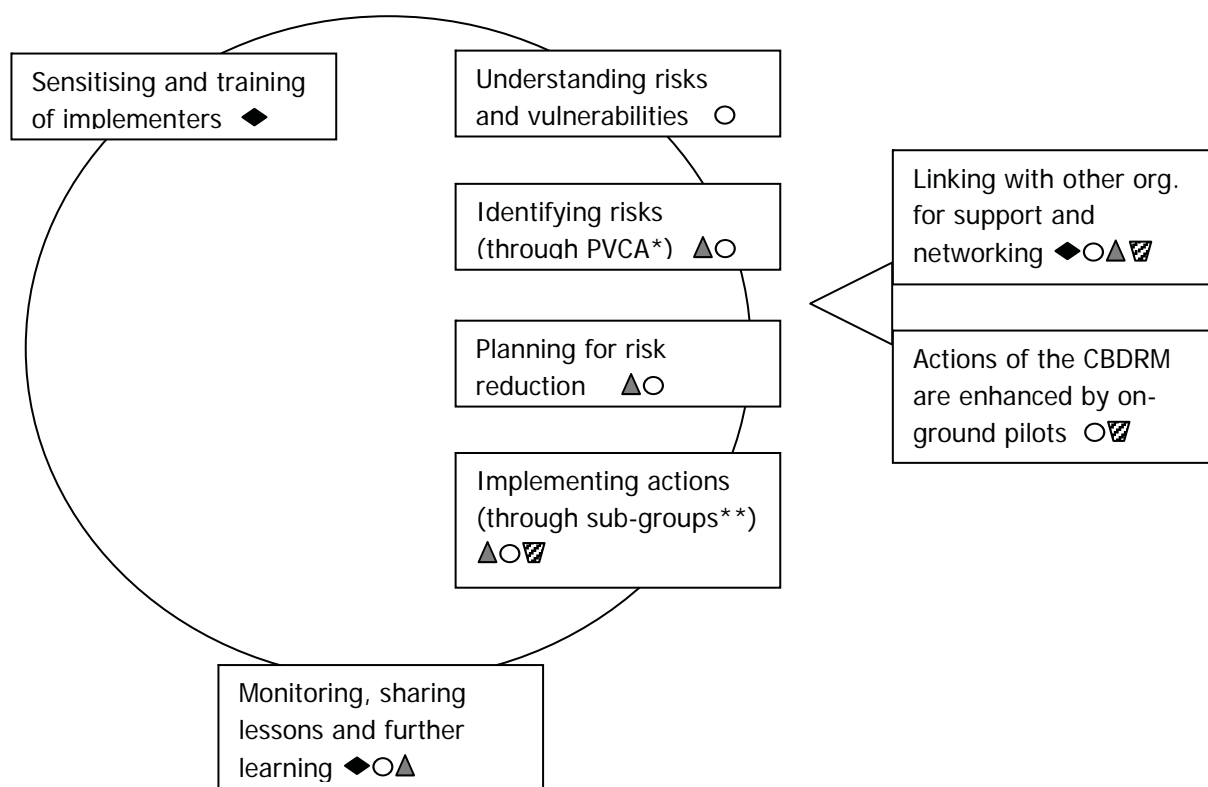 Sensitising and training
of implementers
Understanding risks
and vulnerabilities
Identifying risks
(through PVCA*)
Planning for risk
reduction
Implementing actions
(through sub-groups**)
Linking with other org.
for support and
networking
Actions of the CBDRM
are enhanced by on-
ground pilots
Monitoring, sharing
lessons and further
learning